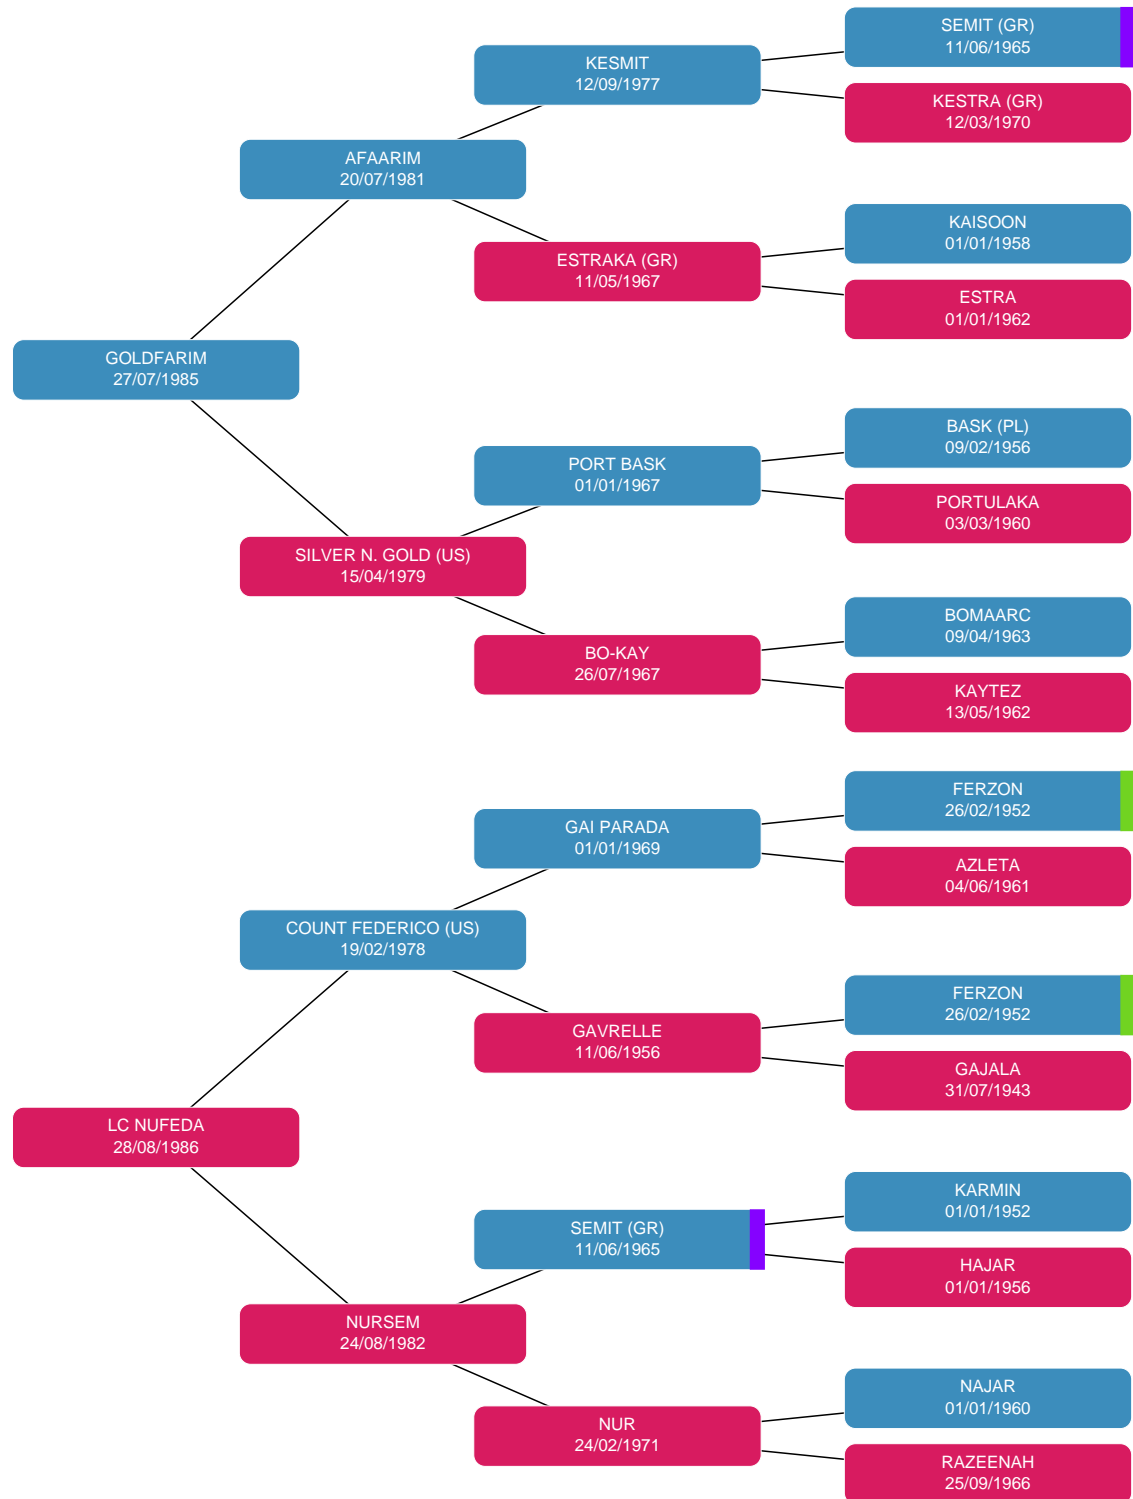 SEMIT (GR)
11/06/1965
KESMIT
12/09/1977
KESTRA (GR)
12/03/1970
AFAARIM
20/07/1981
KAISOON
01/01/1958
ESTRAKA (GR)
11/05/1967
ESTRA
01/01/1962
GOLDFARIM
27/07/1985
BASK (PL)
09/02/1956
PORT BASK
01/01/1967
PORTULAKA
03/03/1960
SILVER N. GOLD (US)
15/04/1979
BOMAARC
09/04/1963
BO-KAY
26/07/1967
KAYTEZ
13/05/1962
FERZON
26/02/1952
GAI PARADA
01/01/1969
AZLETA
04/06/1961
COUNT FEDERICO (US)
19/02/1978
FERZON
26/02/1952
GAVRELLE
11/06/1956
GAJALA
31/07/1943
LC NUFEDA
28/08/1986
KARMIN
01/01/1952
SEMIT (GR)
11/06/1965
HAJAR
01/01/1956
NURSEM
24/08/1982
NAJAR
01/01/1960
NUR
24/02/1971
RAZEENAH
25/09/1966